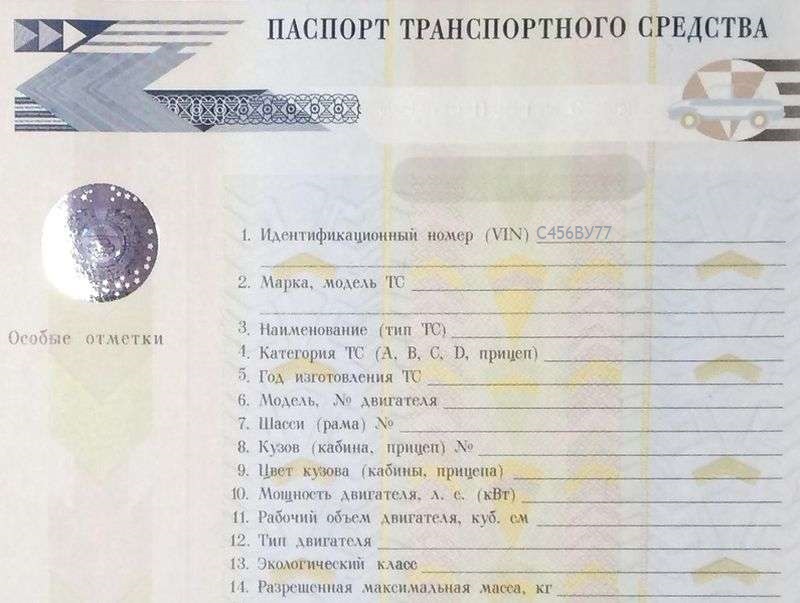 ПАСПОРТ ТРАНСПОРТНОГО СРЕДСТВА
1. Идентификационный номер (VIN) С456ВУ77
2. Марка, модель ТС
Особые отметки
3. Наименование (тип ТС)
4. Категория ТС (А, В, С, D, прицеп)
5. Год изготовления ТС
6. Модель, № двигателя
7. Шасси (рама) №
8. Кузов (кабина, прицеп) №
9. Цвет кузова (кабины, прицепа)
10. Мощность двигателя, л. с. (кВт)
11. Рабочий объем двигателя, куб. см
12. Тип двигателя
13. Экологический класс
14. Разрешенная максимальная масса, кг